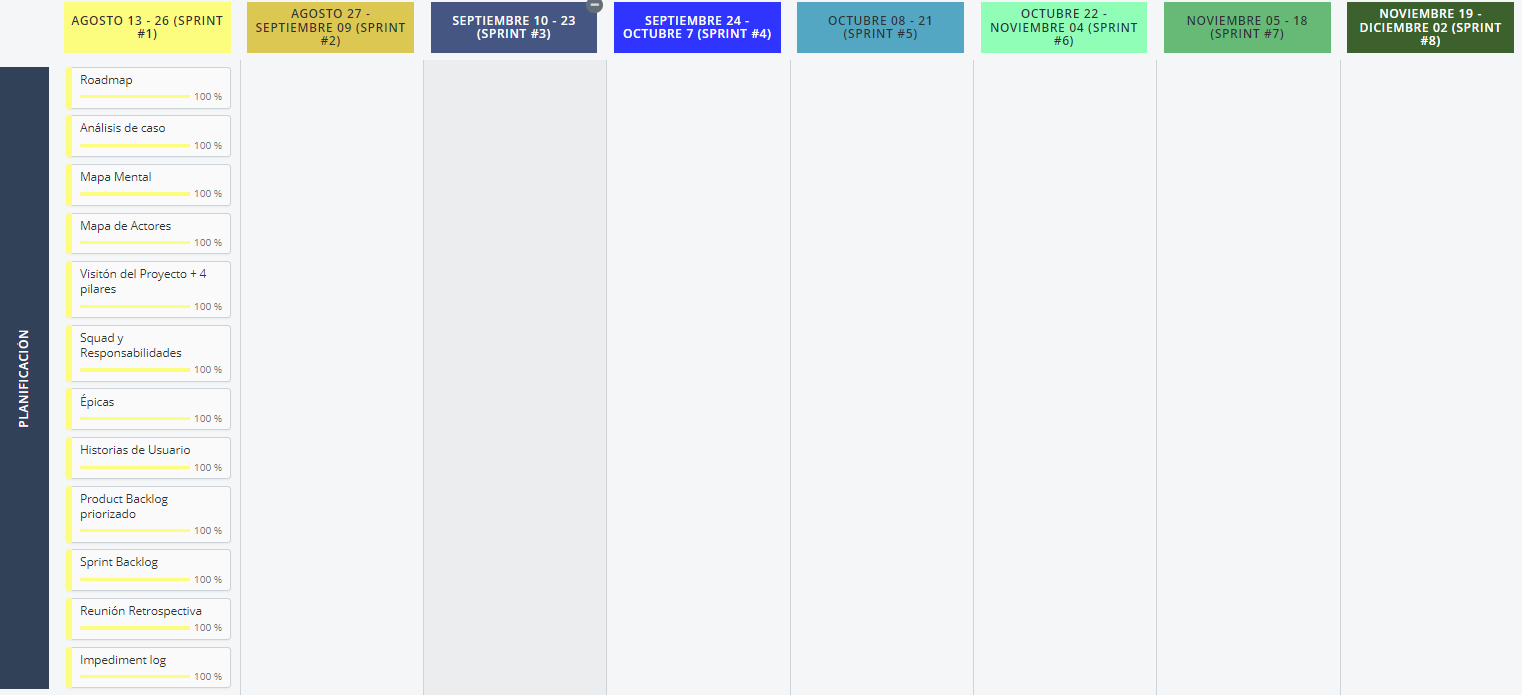 AGOSTO 13 - 26 (SPRINT
#1)
AGOSTO 27 -
SEPTIEMBRE 09 (SPRINT
#2)
SEPTIEMBRE 10 - 23
(SPRINT #3)
SEPTIEMBRE 24 -
OCTUBRE 7 (SPRINT #4)
OCTUBRE 08 - 21
(SPRINT #5)
OCTUBRE 22 -
NOVIEMBRE 04 (SPRINT
#6)
NOVIEMBRE 05 - 18
(SPRINT #7)
NOVIEMBRE 19 -
DICIEMBRE 02 (SPRINT
#8)
PLANIFICACIÓN
Roadmap
100 %
Análisis de caso
100 %
Mapa Mental
100 %
Mapa de Actores
100 %
Visitón del Proyecto + 4
pilares
100 %
Squad y
Responsabilidades
100 %
Épicas
100 %
Historias de Usuario
100 %
Product Backlog
priorizado
100 %
Sprint Backlog
100 %
Reunión Retrospectiva
100 %
Impediment log
100 %